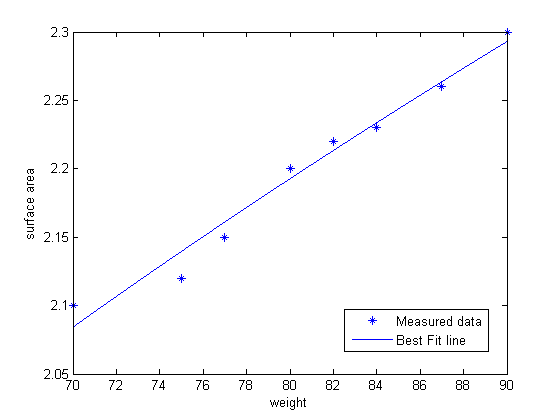 2.3
2.25
2.2
2.15
2.1
2.05
surface area
70 72 74 76 78 80 82 84 86 88 90
weight
Measured data
Best Fit line